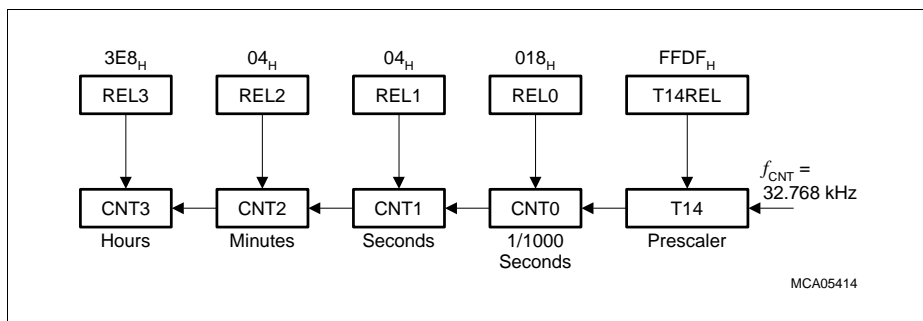 3E8H 04H 04H 018H FFDFH
REL3 REL2 REL1 REL0 T14REL
fCNT =
32.768 kHz
CNT3 CNT2 CNT1 CNT0 T14
Hours Minutes Seconds 1/1000 Prescaler
Seconds
MCA05414